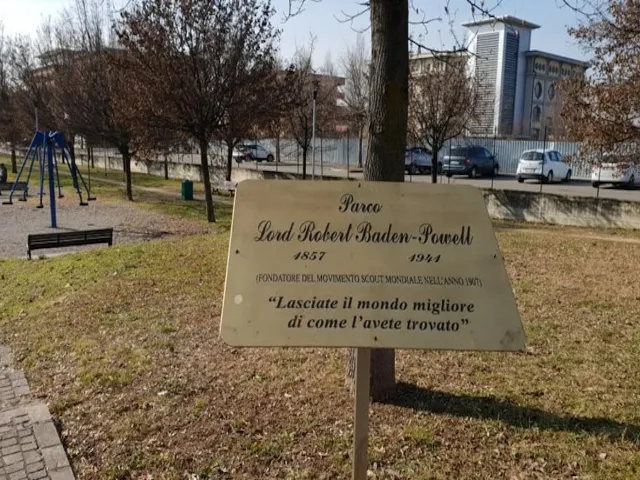 Parco
Lord Robert Baden-Powell
1857 1941
(FONDATORE DEL MOVIMENTO SCOUT MONDIALE NELL'ANNO 1907)
“Lasciate il mondo migliore
di come l'avete trovato”